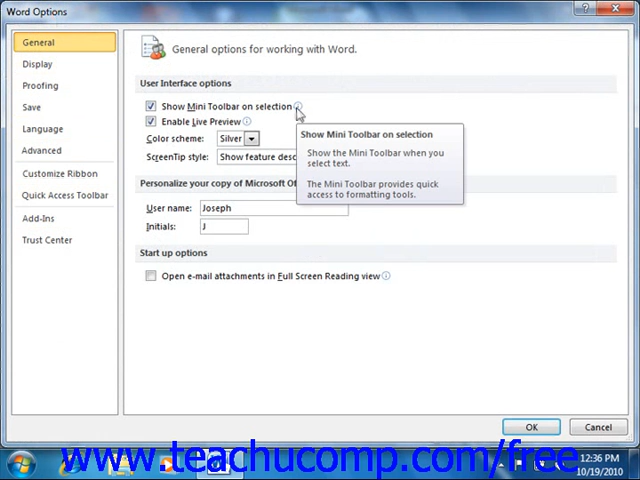 Word Options
General
Display
Proofing
Save
Language
Advanced
Customize Ribbon
Quick Access Toolbar
Add-Ins
Trust Center
General options for working with Word.
User Interface options
Show Mini Toolbar on selection
Enable Live Preview
Color scheme: Silver
ScreenTip style: Show feature desc
Show Mini Toolbar on selection
Show the Mini Toolbar when you
select text.
The Mini Toolbar provides quick
access to formatting tools.
Personalize your copy of Microsoft Of
User name: Joseph
Initials: J
Start up options
Open e-mail attachments in Full Screen Reading view
OK Cancel
www.teachucomp.com/free
12:36 PM
10/19/2010